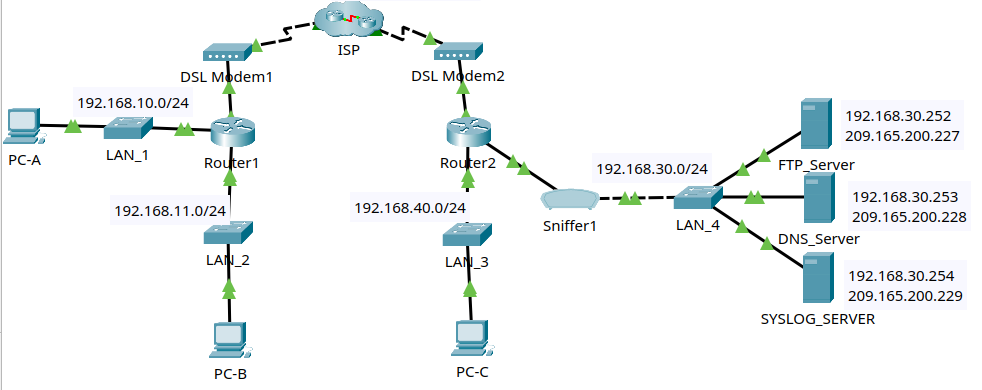 ISP
DSL Modem1
DSL Modem2
192.168.10.0/24
PC-A
LAN_1
Router1
Router2
192.168.30.0/24
192.168.30.252
209.165.200.227
FTP_Server
192.168.11.0/24
192.168.40.0/24
Sniffer1
LAN_4
192.168.30.253
209.165.200.228
DNS_Server
LAN_2
LAN_3
192.168.30.254
209.165.200.229
SYSLOG_SERVER
PC-B
PC-C